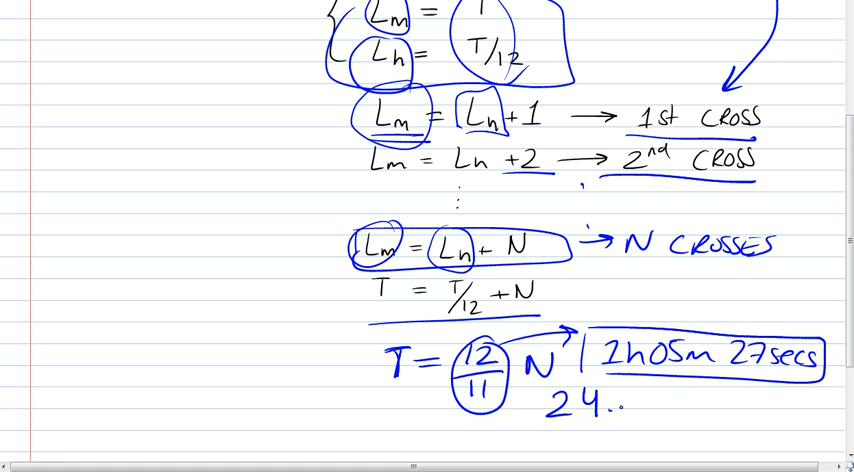 Lm = T
Lh = T/12
Lm = Lh +1 → 1st CROSS
Lm = Lh +2 → 2nd CROSS
⋮
Lm = Lh + N → N CROSSES
T = T/12 + N
T = 12/11 N 1h05m 27secs
24..